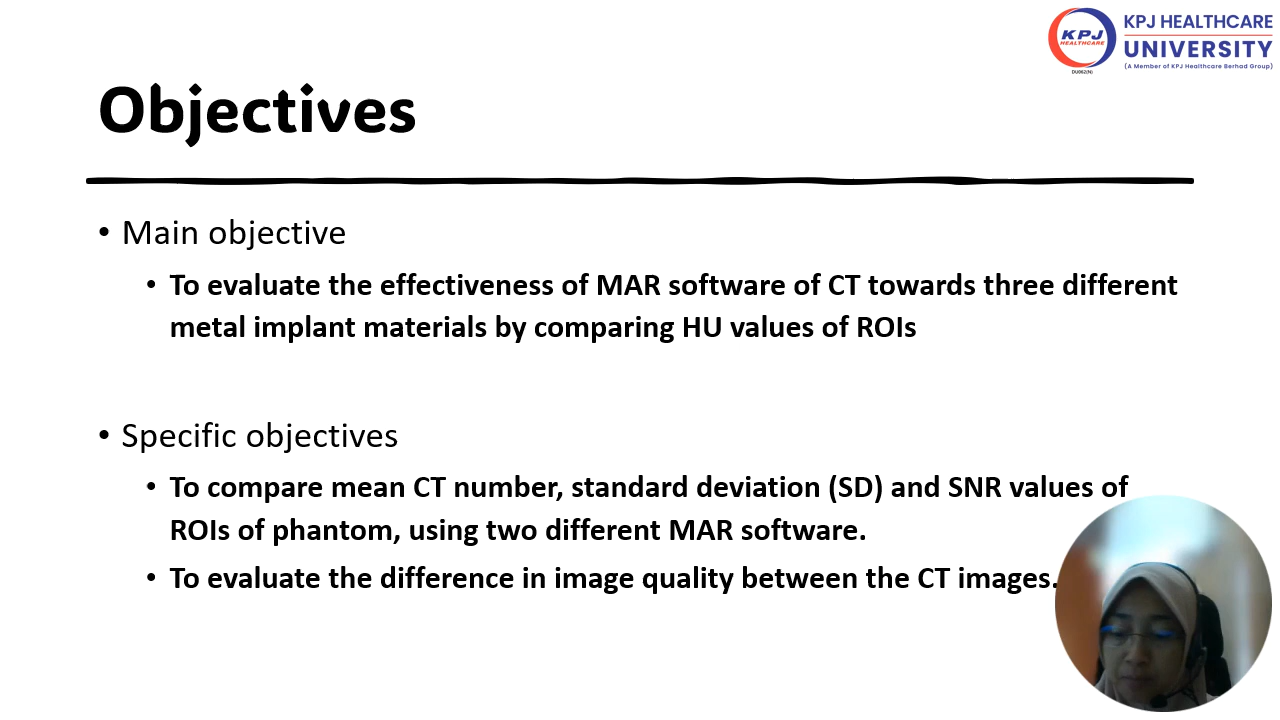 KPJ HEALTHCARE
UNIVERSITY
(A Member of KPJ Healthcare Berhad Group)
KPJ
HEALTHCARE
DU062(N)
Objectives
• Main objective
• To evaluate the effectiveness of MAR software of CT towards three different
metal implant materials by comparing HU values of ROIs
• Specific objectives
• To compare mean CT number, standard deviation (SD) and SNR values of
ROIs of phantom, using two different MAR software.
• To evaluate the difference in image quality between the CT images.